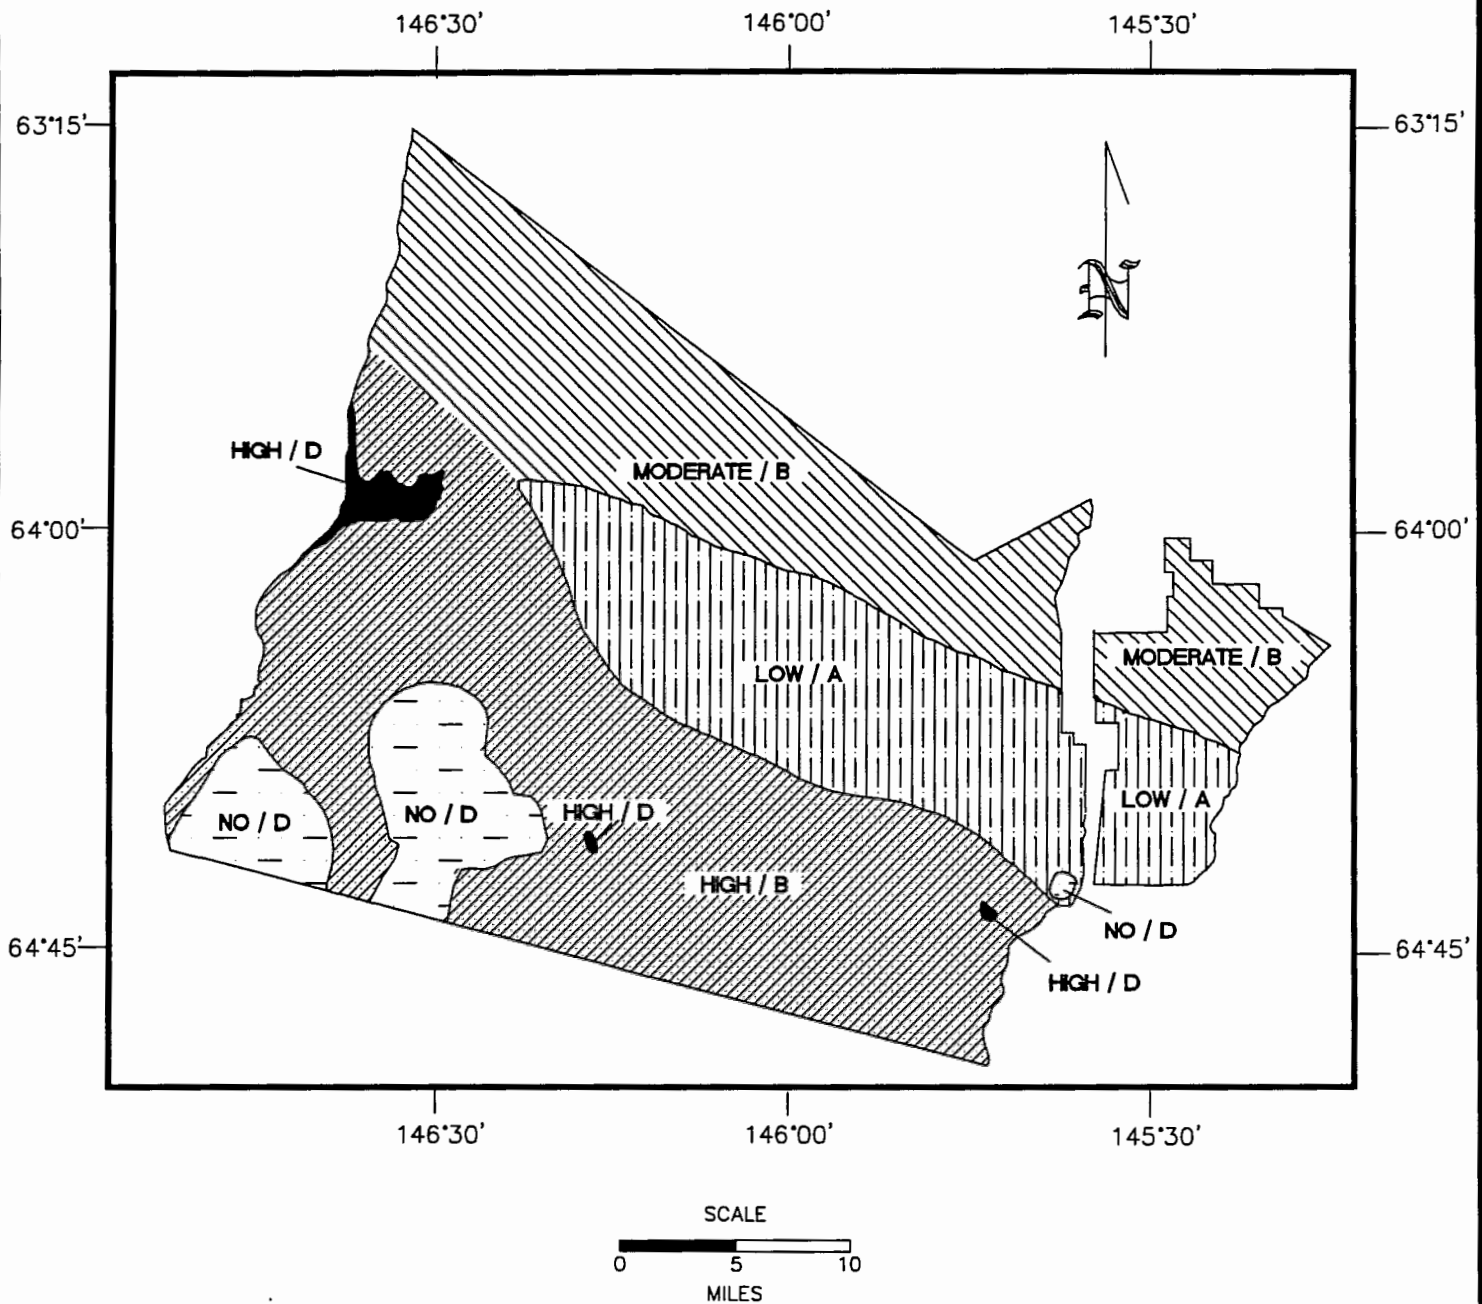 146°30' 146°00' 145°30'
63°15' 63°15'
N
HIGH / D
MODERATE / B
64°00' 64°00'
MODERATE / B
LOW / A
LOW / A
NO / D NO / D HIGH / D
HIGH / B
NO / D
64°45' 64°45'
HIGH / D
146°30' 146°00' 145°30'
SCALE
0 5 10
MILES